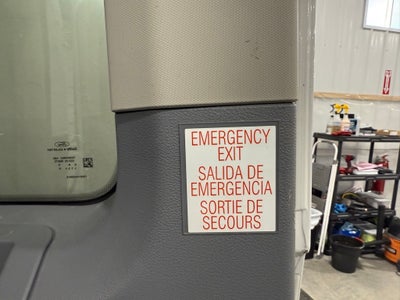 EMERGENCY
EXIT
SALIDA DE
EMERGENCIA
SORTIE DE
SECOURS